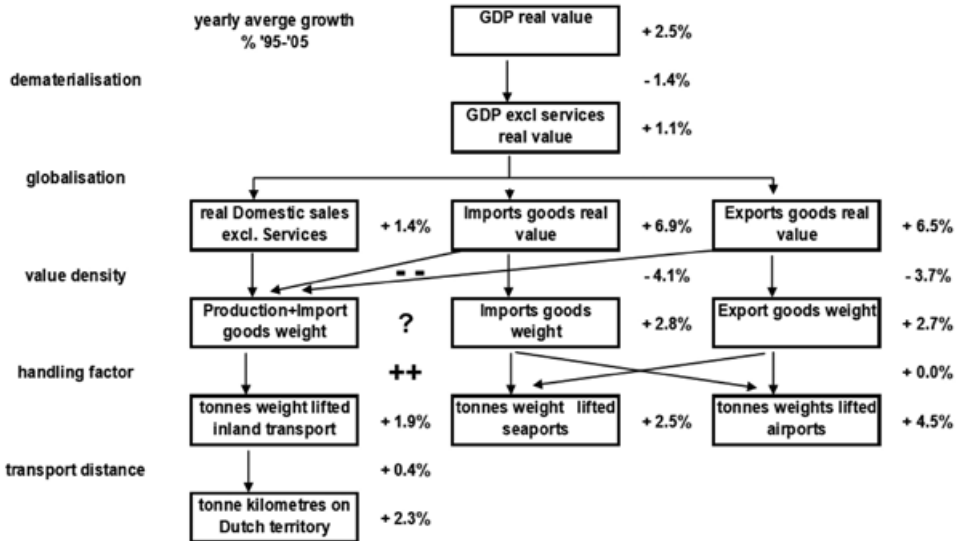 yearly averge growth
% '95-'05
GDP real value
+ 2.5%
dematerialisation
- 1.4%
GDP excl services
real value
+ 1.1%
globalisation
real Domestic sales
excl. Services
+ 1.4%
Imports goods real
value
+ 6.9%
Exports goods real
value
+ 6.5%
value density
- -
- 4.1%
- 3.7%
Production+Import
goods weight
?
Imports goods
weight
+ 2.8%
Export goods weight
+ 2.7%
handling factor
++
+ 0.0%
tonnes weight lifted
inland transport
+ 1.9%
tonnes weight lifted
seaports
+ 2.5%
tonnes weights lifted
airports
+ 4.5%
transport distance
+ 0.4%
tonne kilometres on
Dutch territory
+ 2.3%